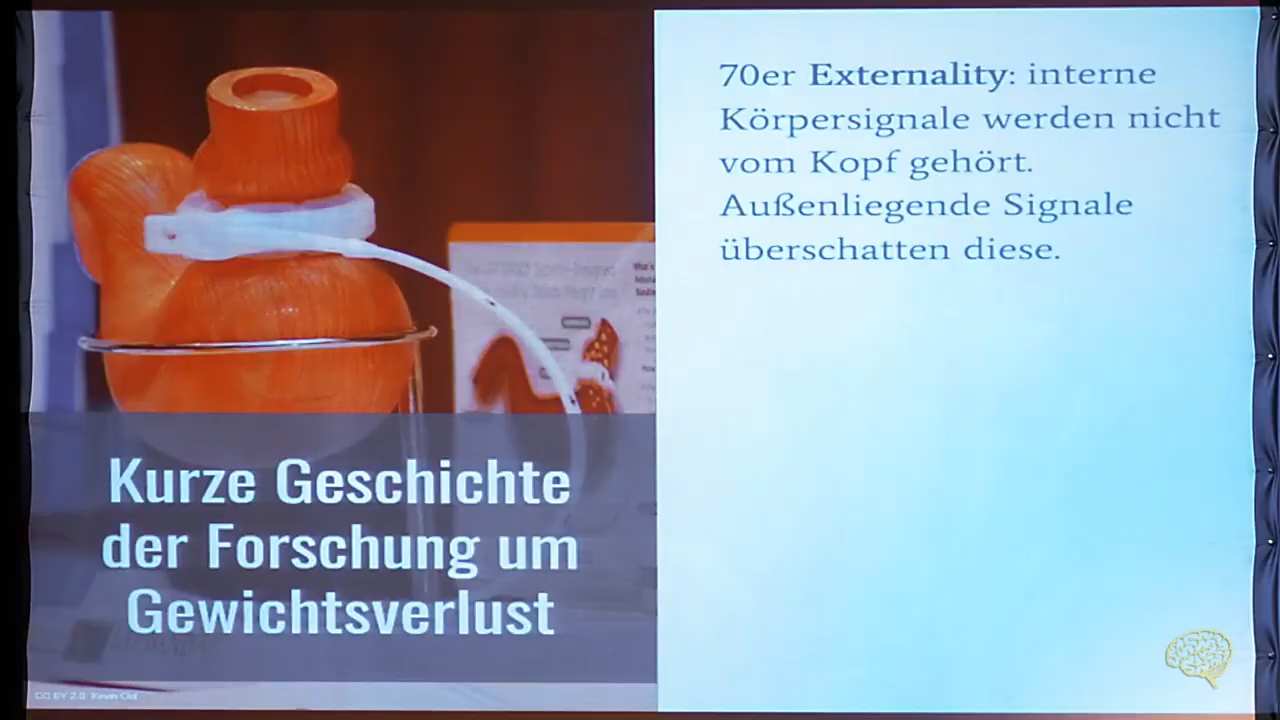 70er Externality: interne
Körpersignale werden nicht
vom Kopf gehört.
Außenliegende Signale
überschatten diese.
Kurze Geschichte
der Forschung um
Gewichtsverlust
CC BY 2.0 Kevin